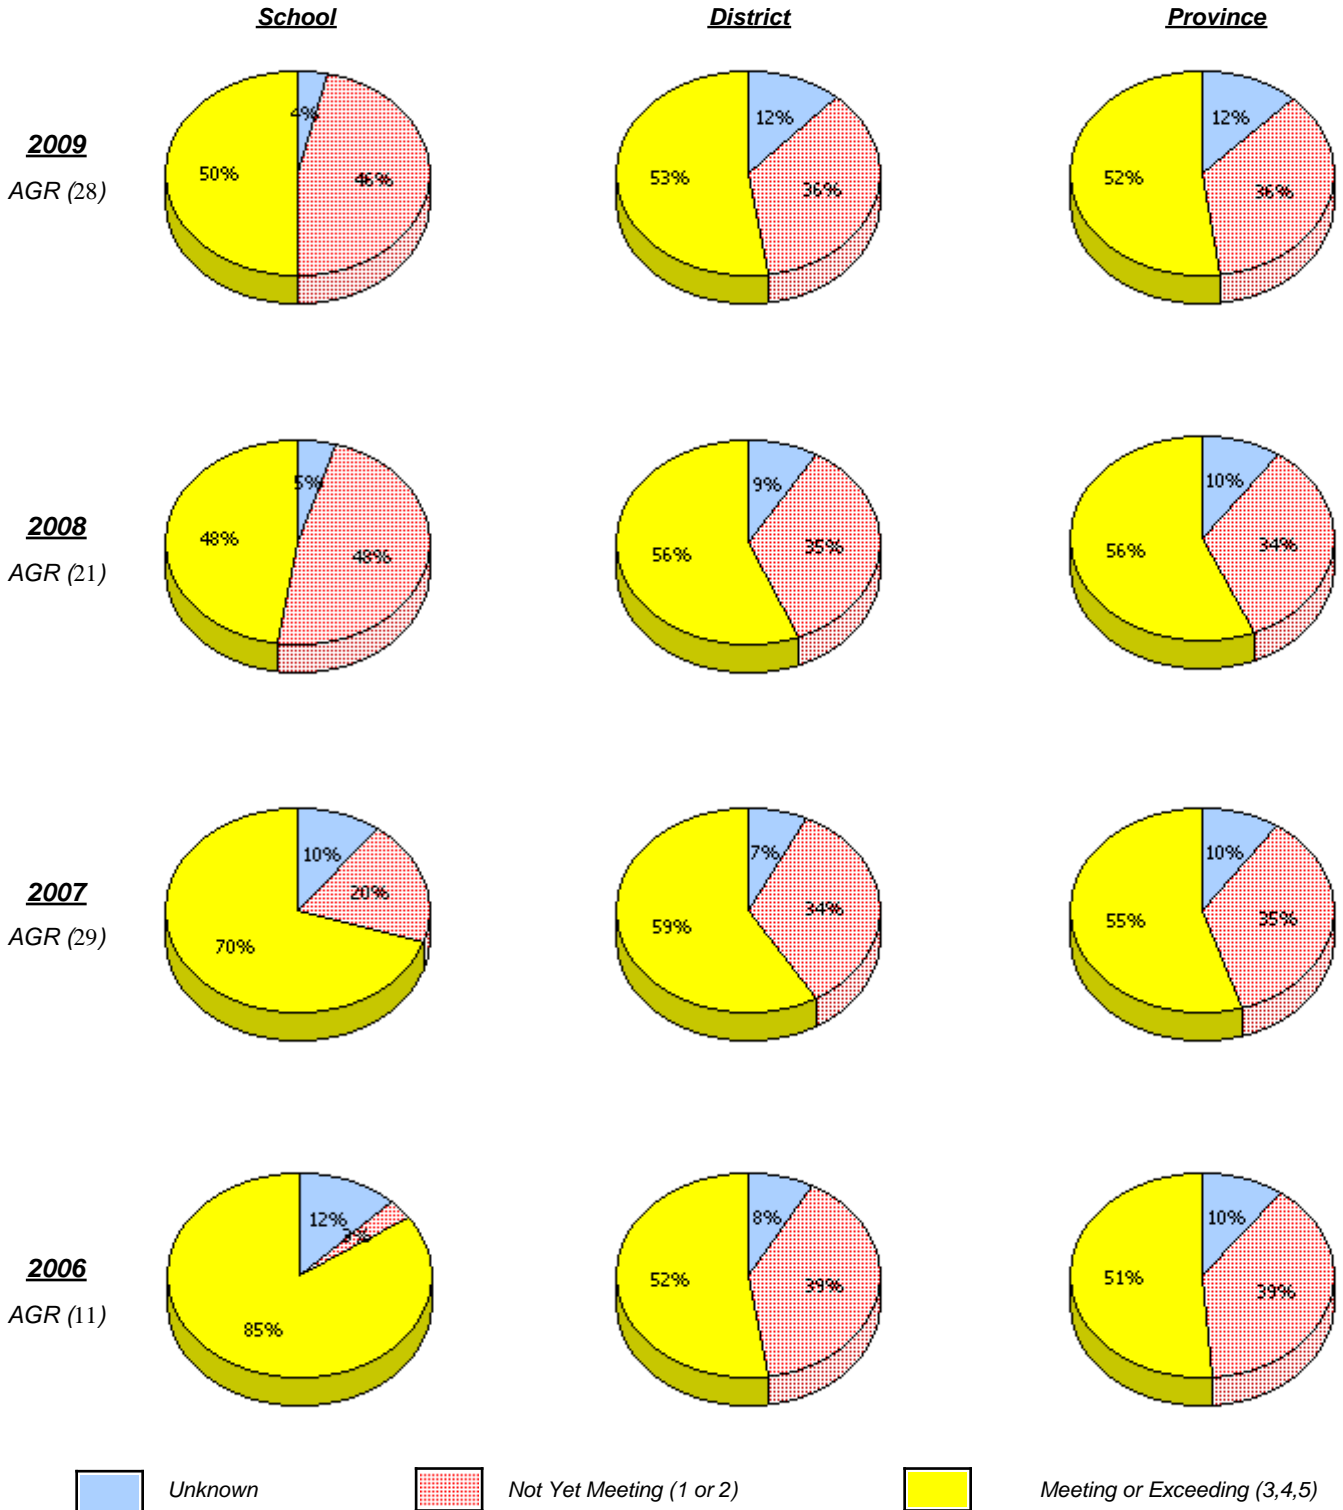 School District Province
4% 12% 12%
2009
50% 46% 53% 36% 52% 36%
AGR (28)
5% 9% 10%
2008
48% 48% 56% 35% 56% 34%
AGR (21)
10% 7% 10%
2007
70% 20% 59% 34% 55% 35%
AGR (29)
12% 8% 10%
3%
2006
85% 52% 39% 51% 39%
AGR (11)
Unknown Not Yet Meeting (1 or 2) Meeting or Exceeding (3,4,5)